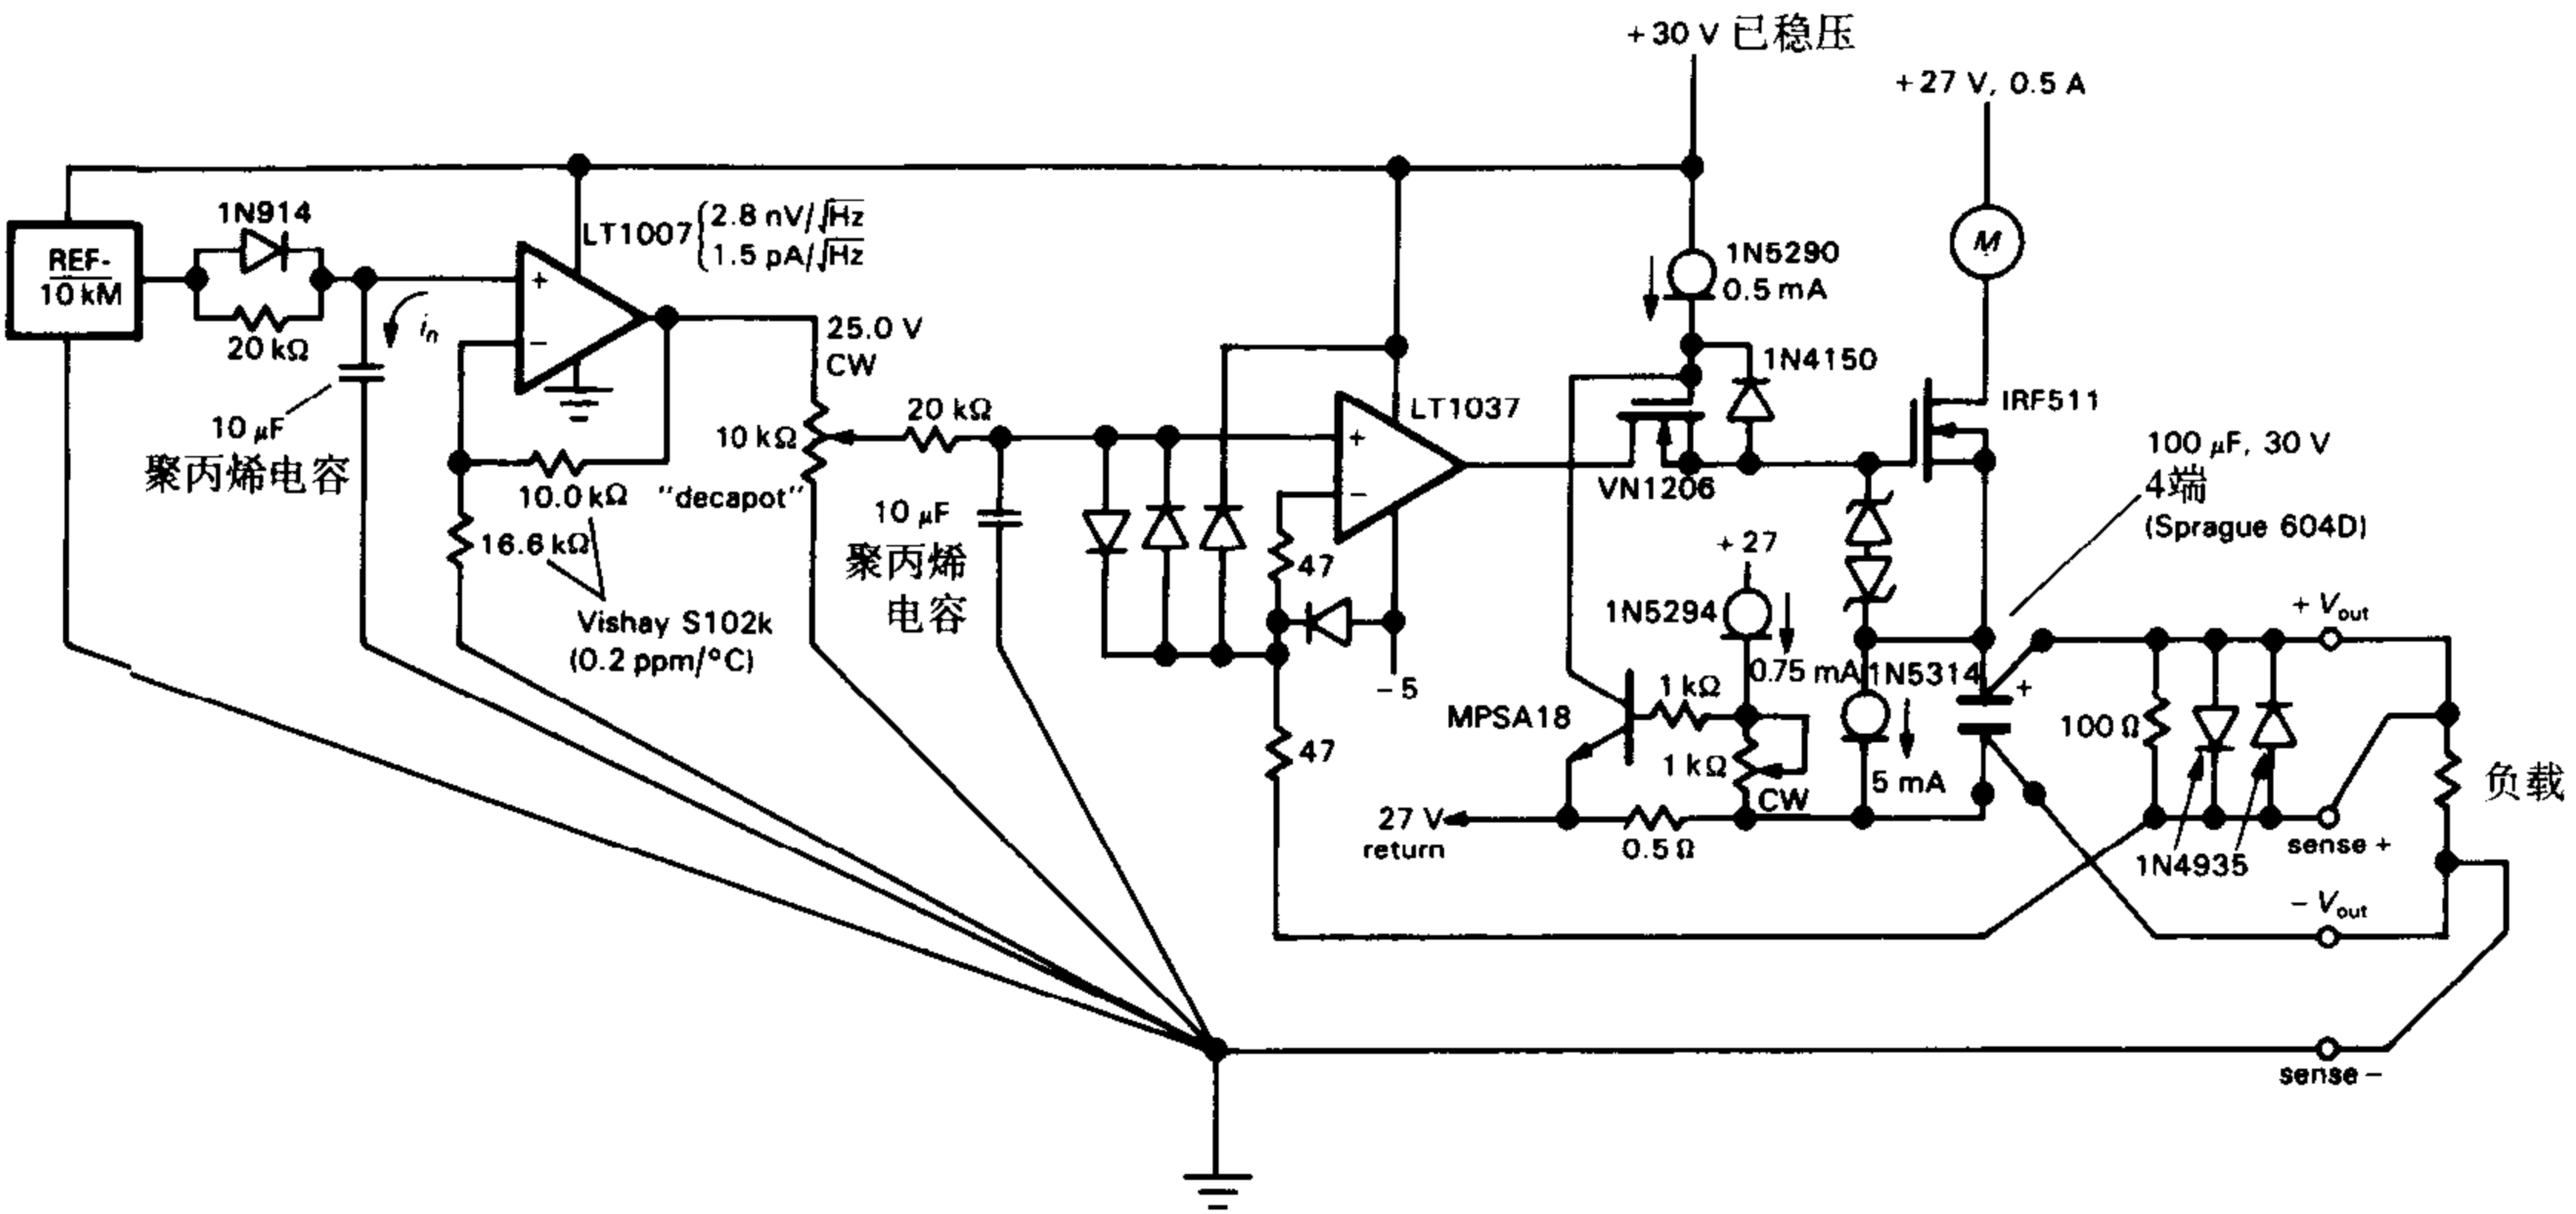 +30 V 已稳压
+27 V, 0.5 A
1N914
LT1007
2.8 nV/√Hz
1.5 pA/√Hz
REF-
10 kM
20 kΩ
iₙ
10 μF
聚丙烯电容
M
1N5290
0.5 mA
1N4150
IRF511
25.0 V
CW
10 kΩ
"decapot"
20 kΩ
LT1037
10.0 kΩ
16.6 kΩ
Vishay S102k
(0.2 ppm/°C)
10 μF
聚丙烯
电容
+
−
+
−
47
47
−5
VN1206
100 μF, 30 V
4端
(Sprague 604D)
+27
1N5294
0.75 mA
1N5314
5 mA
MPSA18
1 kΩ
1 kΩ
CW
27 V
return
0.5 Ω
+
100 Ω
1N4935
+ Vout
sense +
− Vout
sense −
负载